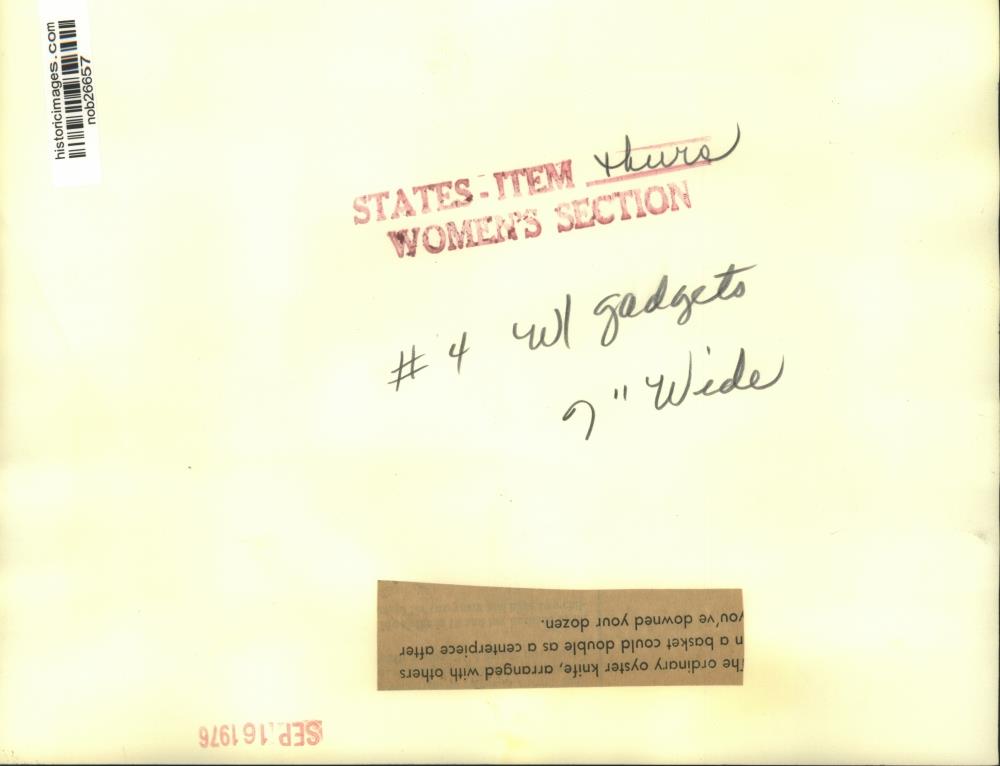 historicimages.com
nob26657
STATES-ITEM thurs
WOMEN'S SECTION
#4 w/ gadgets
7" Wide
The ordinary oyster knife, arranged with others
n a basket could double as a centerpiece after
you've downed your dozen.
SEP 16 1976